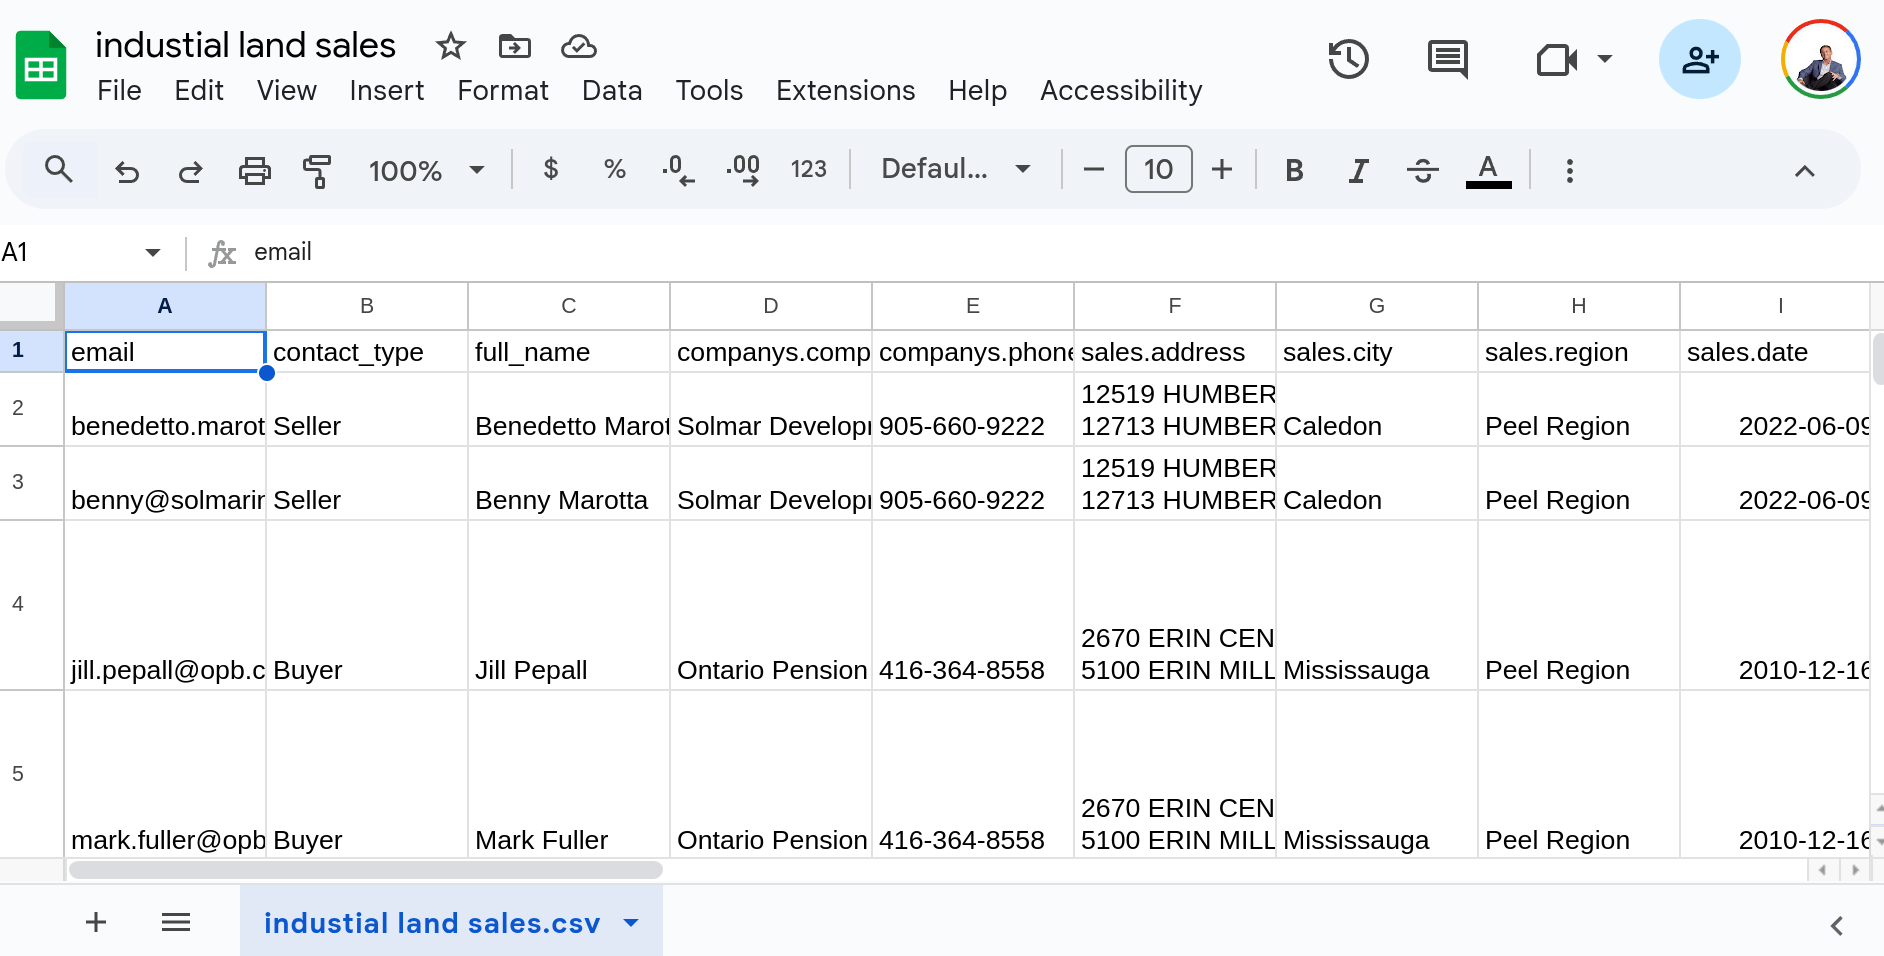 industial land sales
File Edit View Insert Format Data Tools Extensions Help Accessibility
100% $ % .0 .00 123 Defaul... 10 B I S A
A1 fx email
A B C D E F G H I
1 email contact_type full_name companys.comp companys.phone sales.address sales.city sales.region sales.date
12519 HUMBER
2 benedetto.marot Seller Benedetto Marot Solmar Develop 905-660-9222 12713 HUMBER Caledon Peel Region 2022-06-09
12519 HUMBER
3 benny@solmarin Seller Benny Marotta Solmar Develop 905-660-9222 12713 HUMBER Caledon Peel Region 2022-06-09
2670 ERIN CEN
4 jill.pepall@opb.c Buyer Jill Pepall Ontario Pension 416-364-8558 5100 ERIN MILL Mississauga Peel Region 2010-12-16
2670 ERIN CEN
5 mark.fuller@opb Buyer Mark Fuller Ontario Pension 416-364-8558 5100 ERIN MILL Mississauga Peel Region 2010-12-16
industial land sales.csv